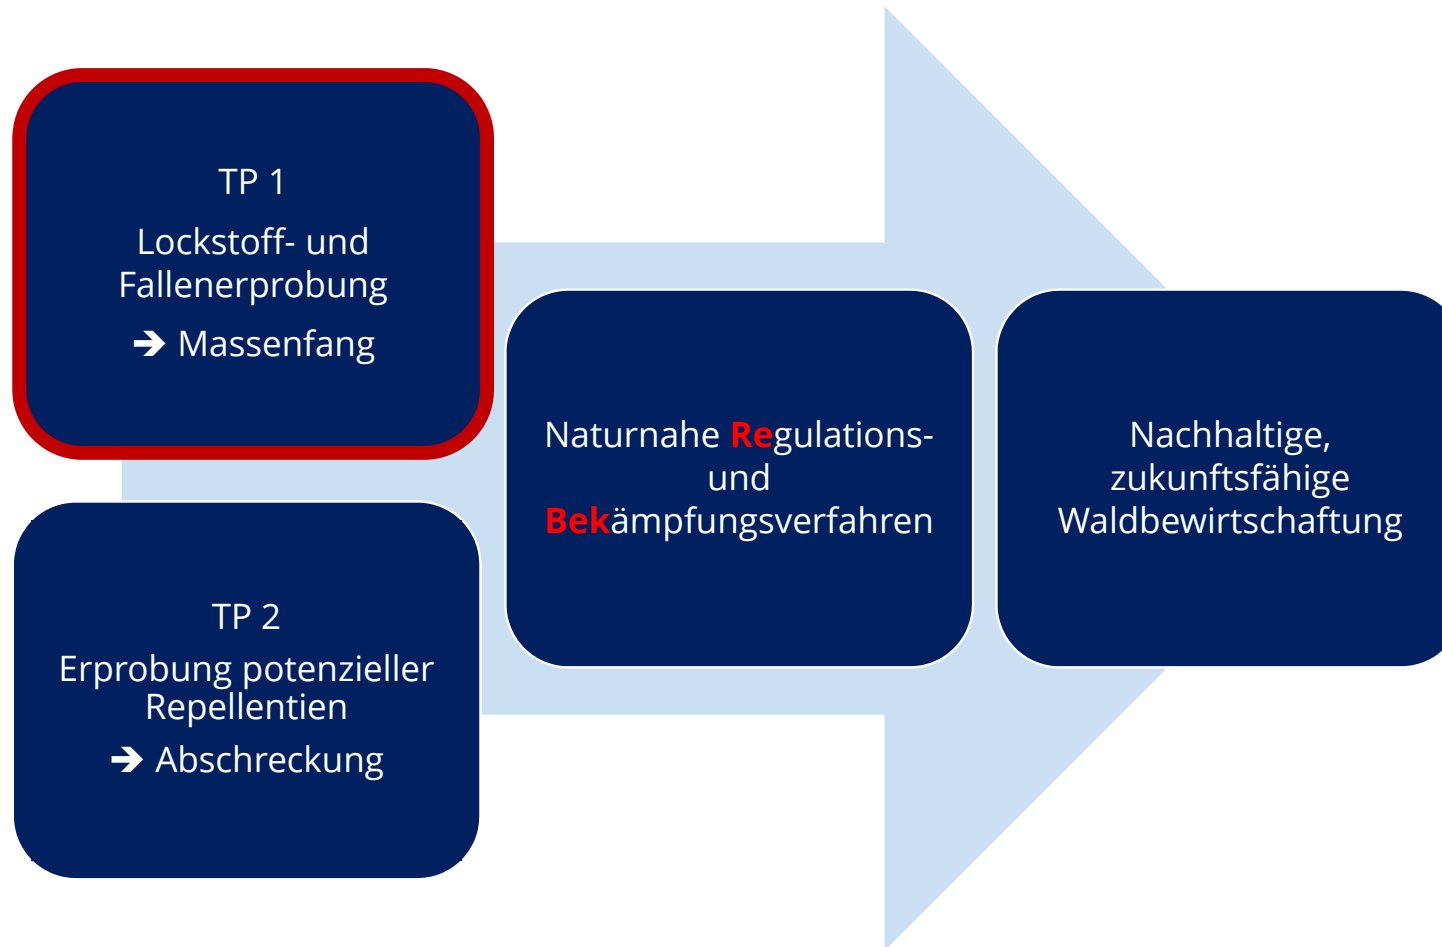 TP 1
Lockstoff- und
Fallenerprobung
➔ Massenfang
TP 2
Erprobung potenzieller
Repellentien
➔ Abschreckung
Naturnahe Regulations-
und
Bekämpfungsverfahren
Nachhaltige,
zukunftsfähige
Waldbewirtschaftung